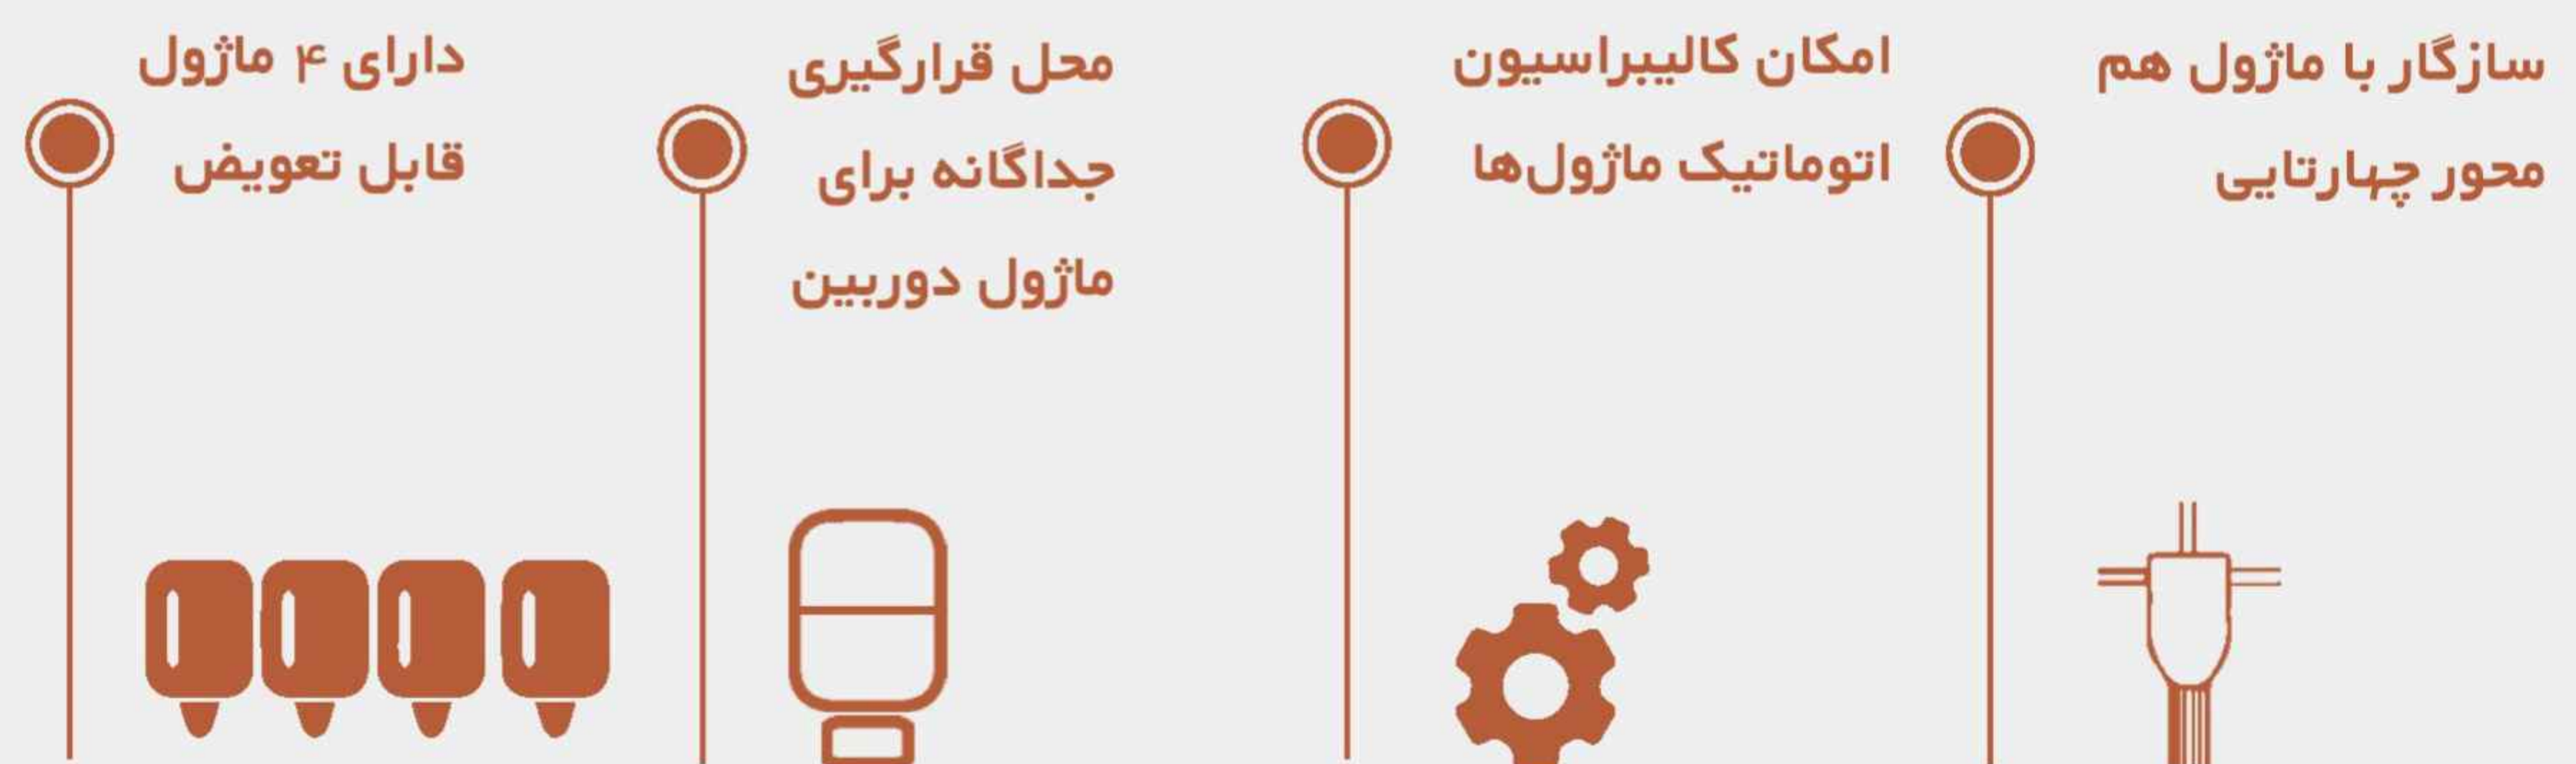 سازگار با ماژول هم
محور چهارتایی
امکان کالیبراسیون
اتوماتیک ماژول‌ها
محل قرارگیری
جداگانه برای
ماژول دوربین
دارای ۴ ماژول
قابل تعویض